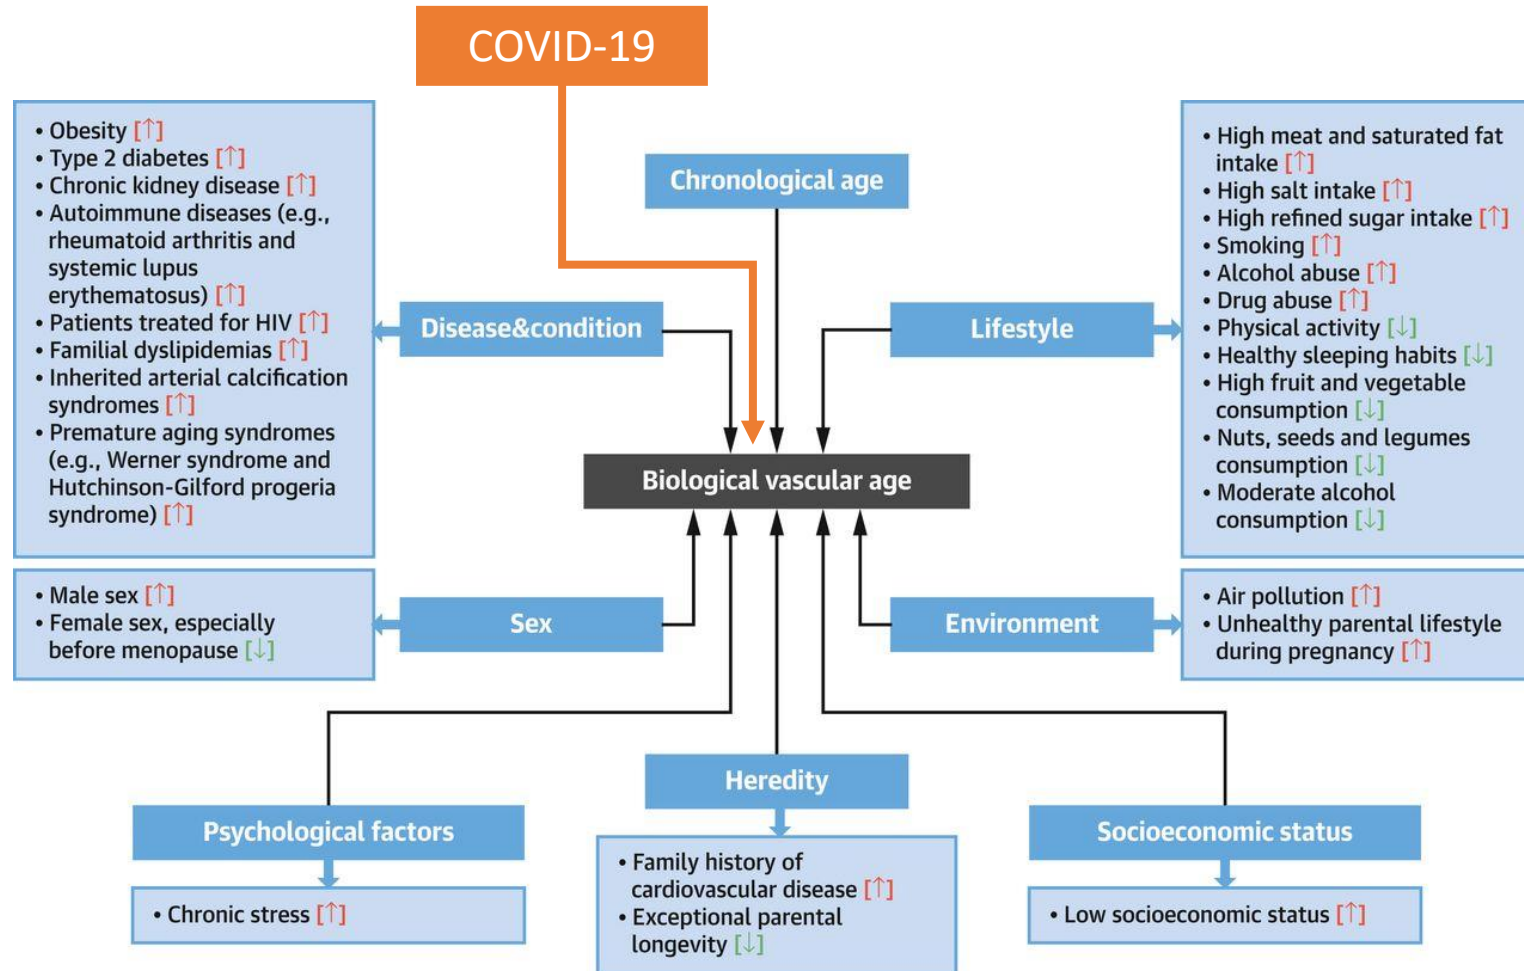 COVID-19
• Obesity [↑]
• Type 2 diabetes [↑]
• Chronic kidney disease [↑]
• Autoimmune diseases (e.g.,
rheumatoid arthritis and
systemic lupus
erythematosus) [↑]
• Patients treated for HIV [↑]
• Familial dyslipidemias [↑]
• Inherited arterial calcification
syndromes [↑]
• Premature aging syndromes
(e.g., Werner syndrome and
Hutchinson-Gilford progeria
syndrome) [↑]
Chronological age
• High meat and saturated fat
intake [↑]
• High salt intake [↑]
• High refined sugar intake [↑]
• Smoking [↑]
• Alcohol abuse [↑]
• Drug abuse [↑]
• Physical activity [↓]
• Healthy sleeping habits [↓]
• High fruit and vegetable
consumption [↓]
• Nuts, seeds and legumes
consumption [↓]
• Moderate alcohol
consumption [↓]
Disease&condition
Lifestyle
Biological vascular age
• Male sex [↑]
• Female sex, especially
before menopause [↓]
Sex
Environment
• Air pollution [↑]
• Unhealthy parental lifestyle
during pregnancy [↑]
Psychological factors
• Chronic stress [↑]
Heredity
• Family history of
cardiovascular disease [↑]
• Exceptional parental
longevity [↓]
Socioeconomic status
• Low socioeconomic status [↑]